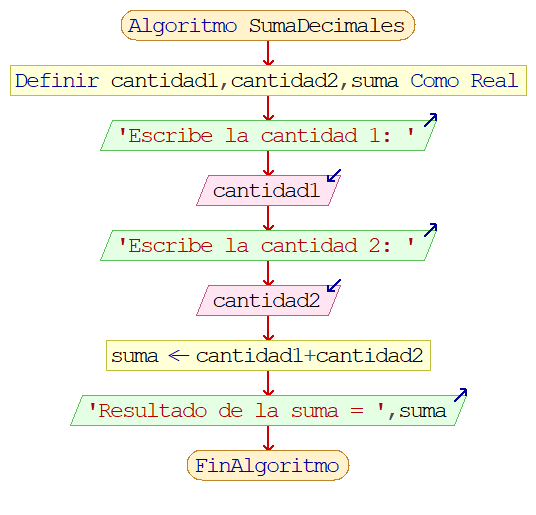 Algoritmo SumaDecimales
Definir cantidad1,cantidad2,suma Como Real
'Escribe la cantidad 1: '
cantidad1
'Escribe la cantidad 2: '
cantidad2
suma ← cantidad1+cantidad2
'Resultado de la suma = ',suma
FinAlgoritmo